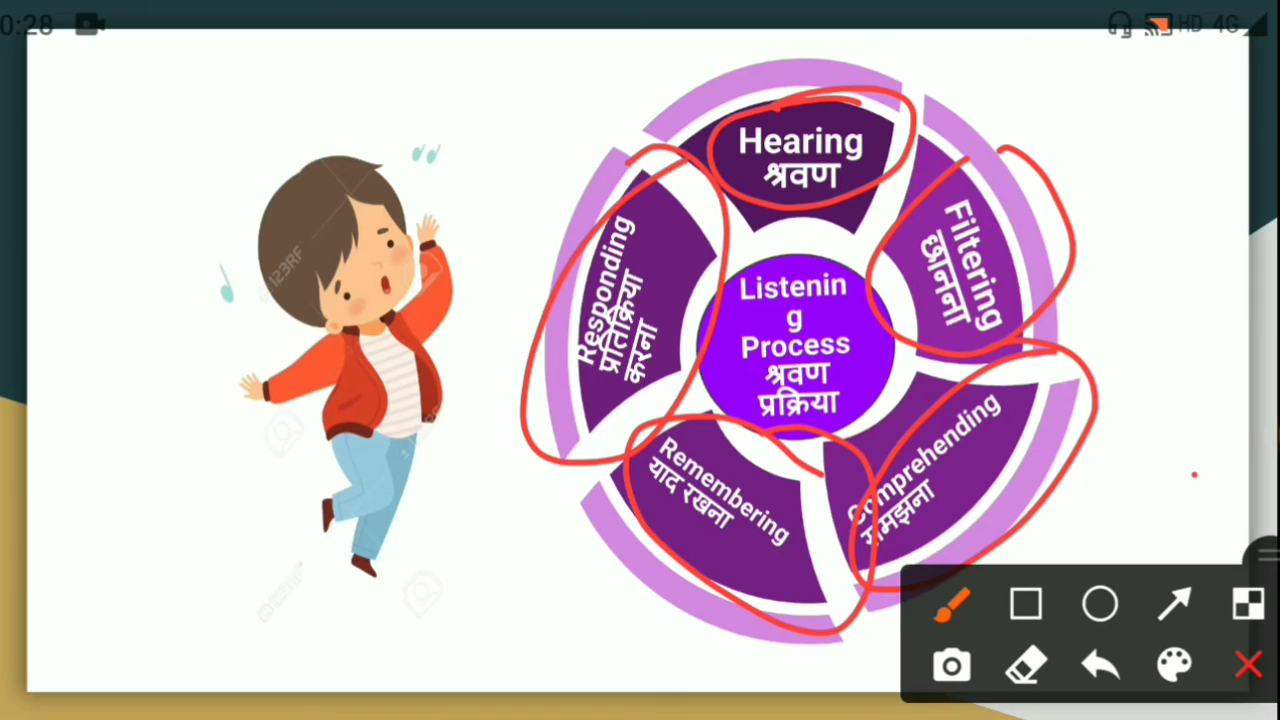 0:28
HD 4G
Hearing
श्रवण
Filtering
छानना
Comprehending
समझना
Remembering
याद रखना
Responding
प्रतिक्रिया
करना
Listenin
g
Process
श्रवण
प्रक्रिया
123RF